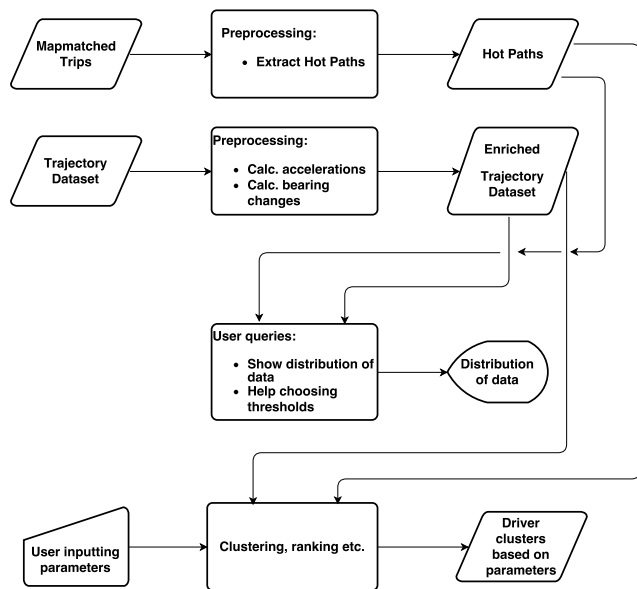 Mapmatched
Trips
Preprocessing:
• Extract Hot Paths
Hot Paths
Trajectory
Dataset
Preprocessing:
• Calc. accelerations
• Calc. bearing
changes
Enriched
Trajectory
Dataset
User queries:
• Show distribution of
data
• Help choosing
thresholds
Distribution
of data
User inputting
parameters
Clustering, ranking etc.
Driver
clusters
based on
parameters